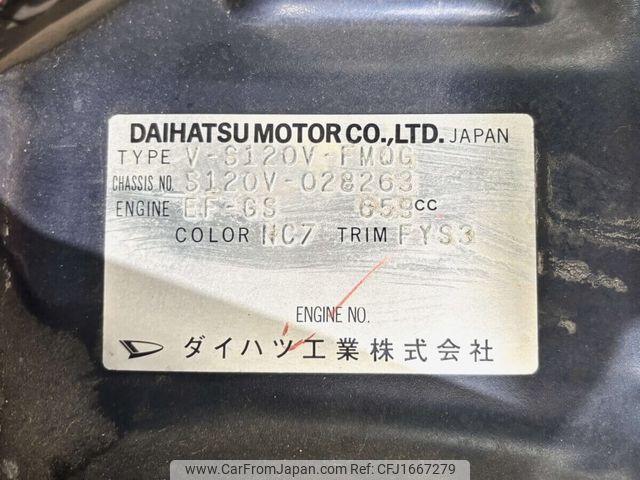 DAIHATSU MOTOR CO.,LTD. JAPAN
TYPE V-S120V-FMQG
CHASSIS NO. S120V-028263
ENGINE EF-GS 659CC
COLOR NC7 TRIM FYS3
ENGINE NO.
ダイハツ工業株式会社
www.CarFromJapan.com - Ref: CFJ1667279